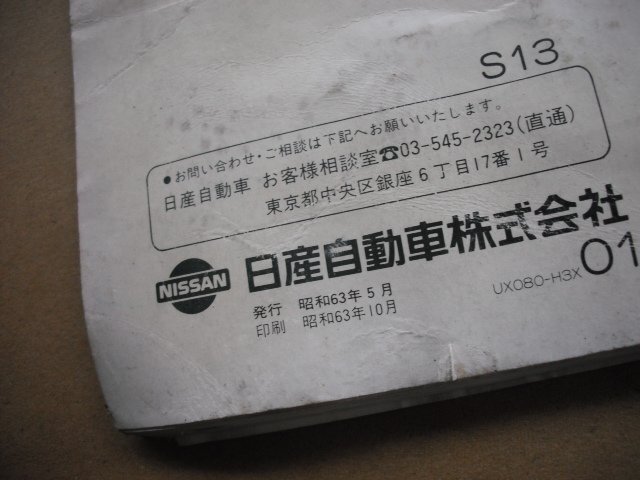 S13
●お問い合わせ・ご相談は下記へお願いいたします。
日産自動車 お客様相談室☎03-545-2323(直通)
東京都中央区銀座6丁目17番1号
NISSAN 日産自動車株式会社
発行 昭和63年5月
印刷 昭和63年10月
UX080-H3X 01